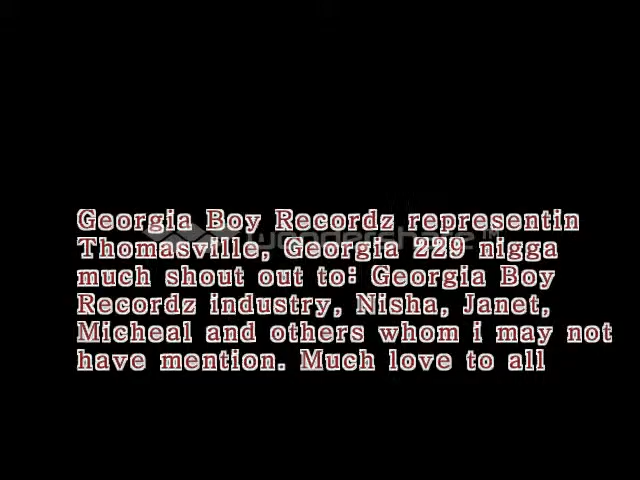 Georgia Boy Recordz representin
Thomasville, Georgia 229 nigga
much shout out to: Georgia Boy
Recordz industry, Nisha, Janet,
Micheal and others whom i may not
have mention. Much love to all
wondershare™